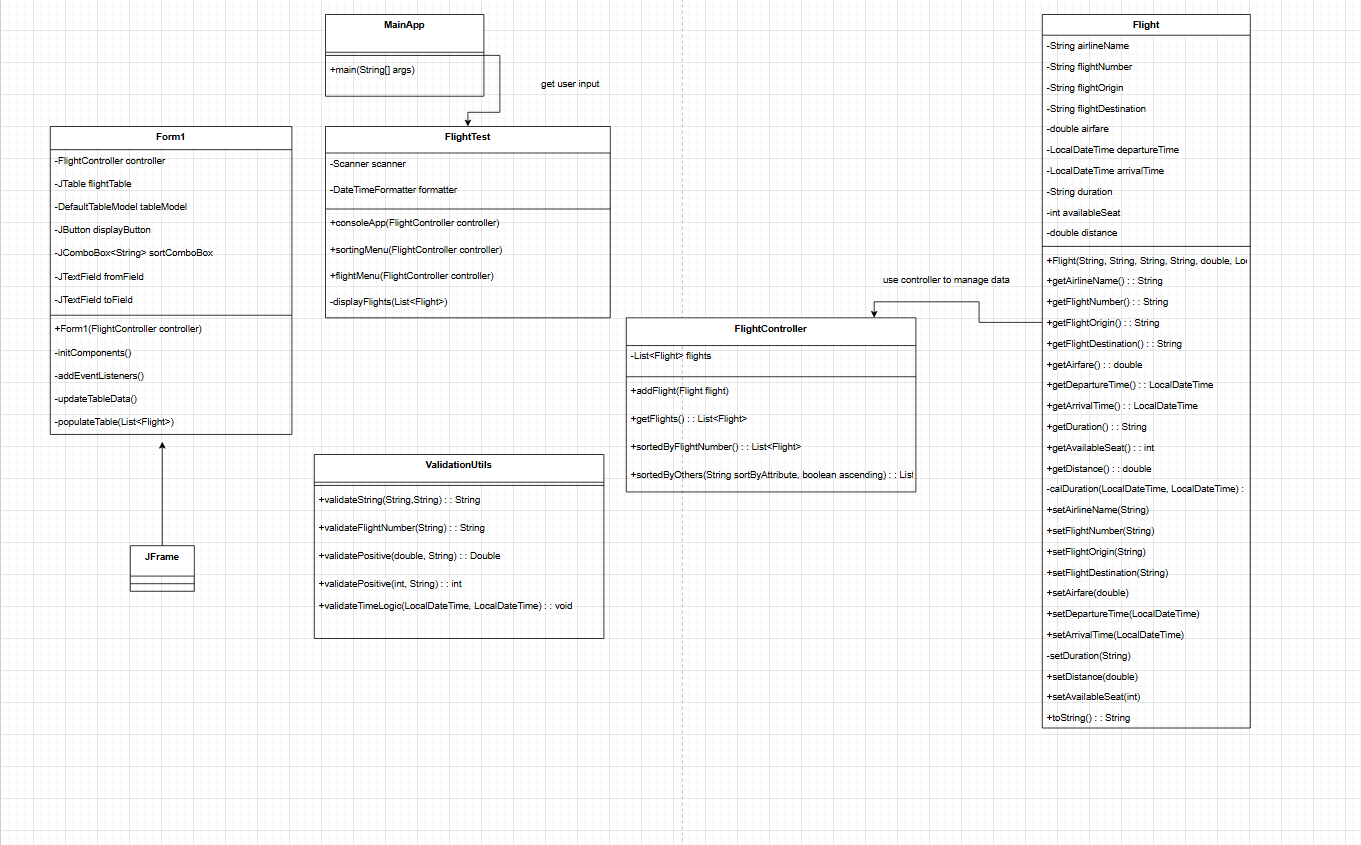 MainApp
+main(String[] args)
get user input
Form1
-FlightController controller
-JTable flightTable
-DefaultTableModel tableModel
-JButton displayButton
-JComboBox<String> sortComboBox
-JTextField fromField
-JTextField toField
+Form1(FlightController controller)
-initComponents()
-addEventListeners()
-updateTableData()
-populateTable(List<Flight>)
JFrame
FlightTest
-Scanner scanner
-DateTimeFormatter formatter
+consoleApp(FlightController controller)
+sortingMenu(FlightController controller)
+flightMenu(FlightController controller)
-displayFlights(List<Flight>)
ValidationUtils
+validateString(String,String) : : String
+validateFlightNumber(String) : : String
+validatePositive(double, String) : : Double
+validatePositive(int, String) : : int
+validateTimeLogic(LocalDateTime, LocalDateTime) : : void
use controller to manage data
FlightController
-List<Flight> flights
+addFlight(Flight flight)
+getFlights() : : List<Flight>
+sortedByFlightNumber() : : List<Flight>
+sortedByOthers(String sortByAttribute, boolean ascending) : : List
Flight
-String airlineName
-String flightNumber
-String flightOrigin
-String flightDestination
-double airfare
-LocalDateTime departureTime
-LocalDateTime arrivalTime
-String duration
-int availableSeat
-double distance
+Flight(String, String, String, String, double, Lo
+getAirlineName() : : String
+getFlightNumber() : : String
+getFlightOrigin() : : String
+getFlightDestination() : : String
+getAirfare() : : double
+getDepartureTime() : : LocalDateTime
+getArrivalTime() : : LocalDateTime
+getDuration() : : String
+getAvailableSeat() : : int
+getDistance() : : double
-calDuration(LocalDateTime, LocalDateTime) :
+setAirlineName(String)
+setFlightNumber(String)
+setFlightOrigin(String)
+setFlightDestination(String)
+setAirfare(double)
+setDepartureTime(LocalDateTime)
+setArrivalTime(LocalDateTime)
-setDuration(String)
+setDistance(double)
+setAvailableSeat(int)
+toString() : : String